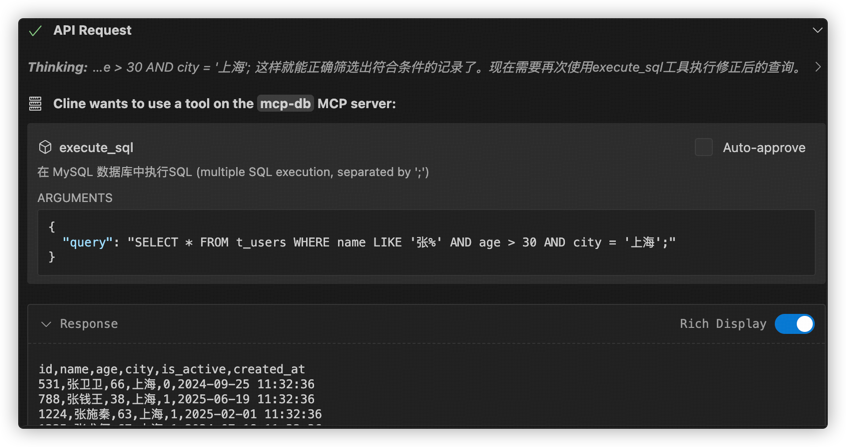 API Request
Thinking: ...e > 30 AND city = '上海'; 这样就能正确筛选出符合条件的记录了。现在需要再次使用execute_sql工具执行修正后的查询。
Cline wants to use a tool on the mcp-db MCP server:
execute_sql
Auto-approve
在 MySQL 数据库中执行SQL (multiple SQL execution, separated by ';')
ARGUMENTS
{
"query": "SELECT * FROM t_users WHERE name LIKE '张%' AND age > 30 AND city = '上海';"
}
Response
Rich Display
id,name,age,city,is_active,created_at
531,张卫卫,66,上海,0,2024-09-25 11:32:36
788,张钱王,38,上海,1,2025-06-19 11:32:36
1224,张施秦,63,上海,1,2025-02-01 11:32:36